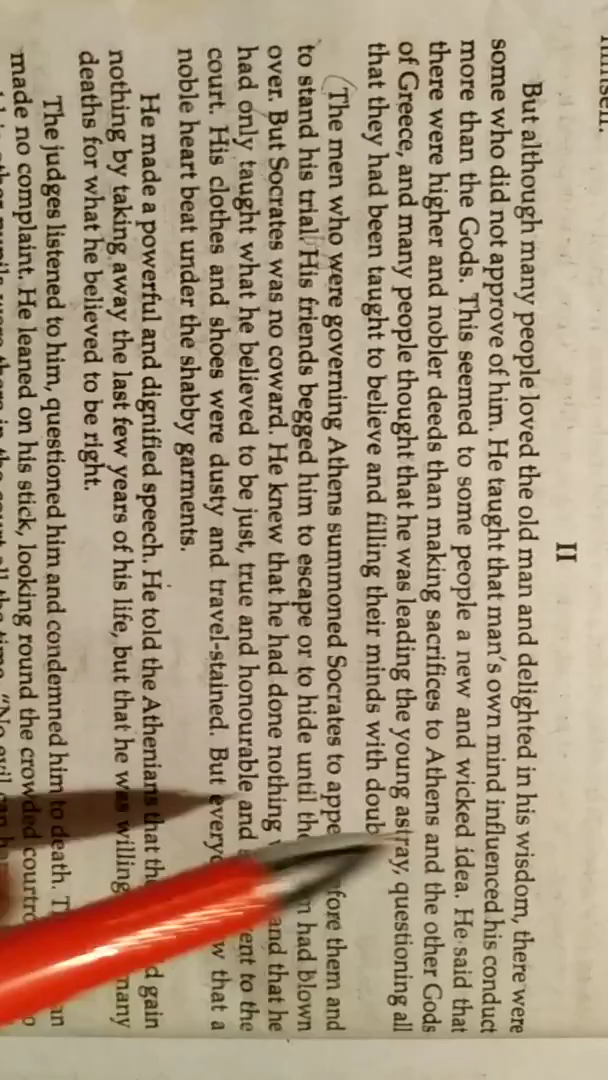 himself.
II
But although many people loved the old man and delighted in his wisdom, there were
some who did not approve of him. He taught that man's own mind influenced his conduct
more than the Gods. This seemed to some people a new and wicked idea. He said that
there were higher and nobler deeds than making sacrifices to Athens and the other Gods
of Greece, and many people thought that he was leading the young astray, questioning all
that they had been taught to believe and filling their minds with
The men who were governing Athens summoned Socrates to them and
to stand his trial. His friends begged him to escape or to hide until had blown
over. But Socrates was no coward. He knew that he had done nothing and that he
had only taught what he believed to be just, true and honourable and to the
court. His clothes and shoes were dusty and travel-stained. But that a
noble heart beat under the shabby garments.
He made a powerful and dignified speech. He told the Athenians that gain
nothing by taking away the last few years of his life, but that he was willing many
deaths for what he believed to be right.
The judges listened to him, questioned him and condemned him to death.
made no complaint. He leaned on his stick, looking round the crowded